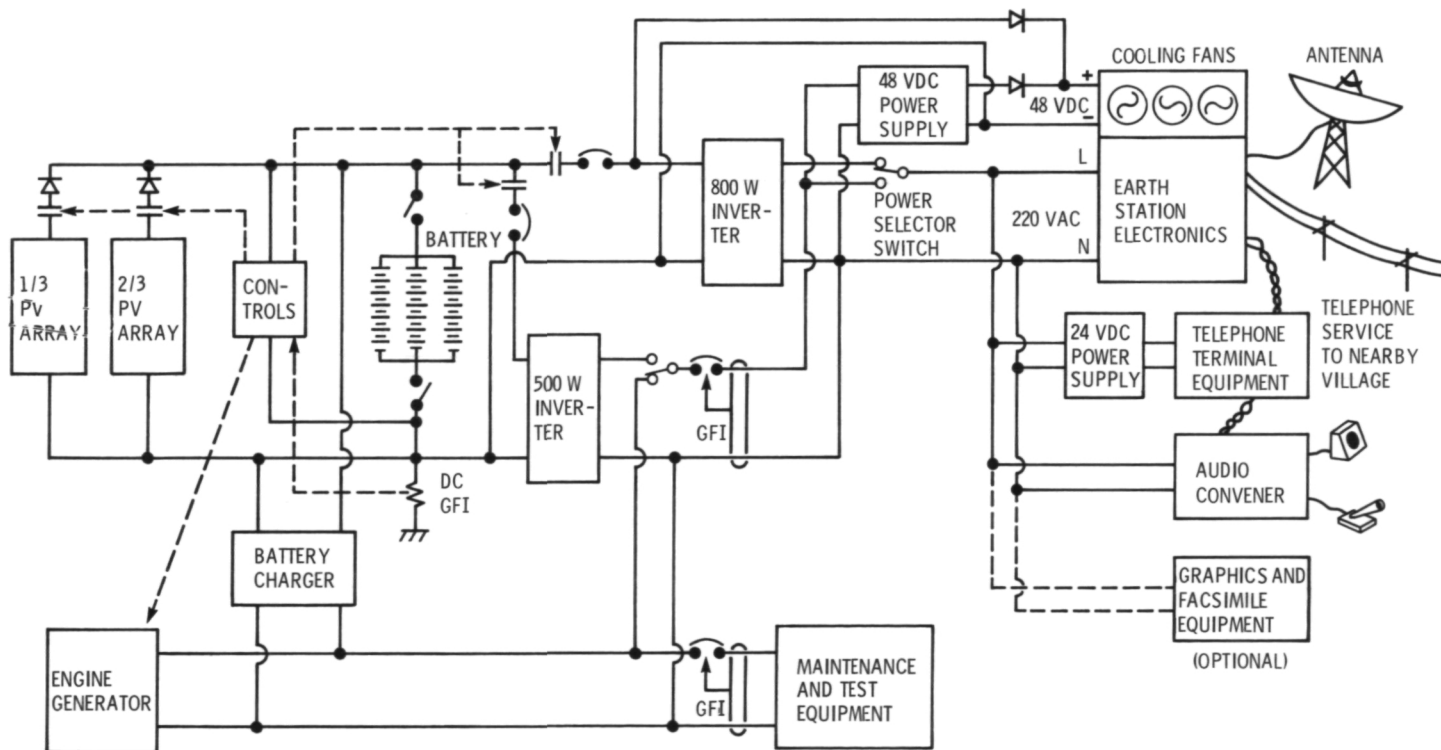 COOLING FANS
ANTENNA
48 VDC
POWER
SUPPLY
+
48 VDC
–
800 W
INVER-
TER
POWER
SELECTOR
SWITCH
L
220 VAC
N
EARTH
STATION
ELECTRONICS
1/3
PV
ARRAY
2/3
PV
ARRAY
CON-
TROLS
BATTERY
500 W
INVER-
TER
GFI
24 VDC
POWER
SUPPLY
TELEPHONE
TERMINAL
EQUIPMENT
TELEPHONE
SERVICE
TO NEARBY
VILLAGE
DC
GFI
AUDIO
CONVENER
BATTERY
CHARGER
GRAPHICS AND
FACSIMILE
EQUIPMENT
(OPTIONAL)
ENGINE
GENERATOR
GFI
MAINTENANCE
AND TEST
EQUIPMENT